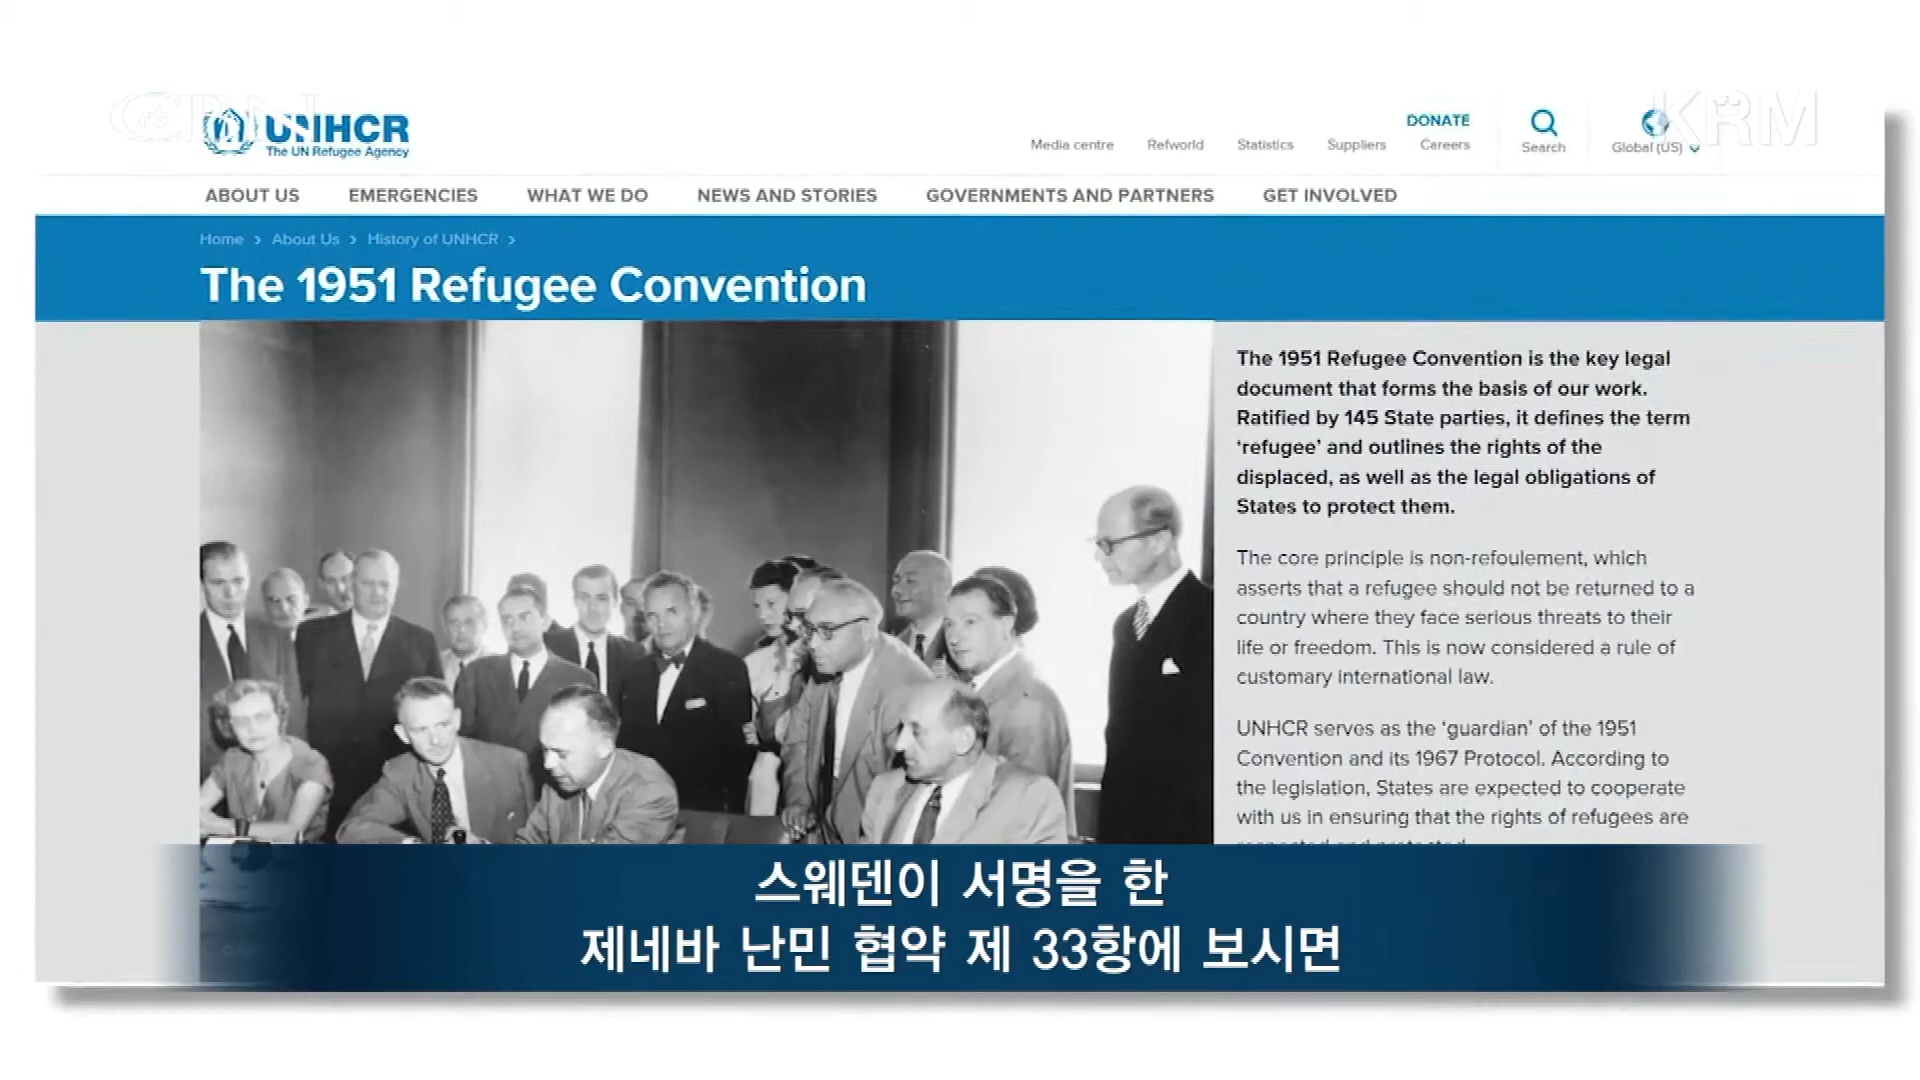 CBN
KRM
UNHCR
The UN Refugee Agency
DONATE
Media centre Refworld Statistics Suppliers Careers Search Global (US)
ABOUT US EMERGENCIES WHAT WE DO NEWS AND STORIES GOVERNMENTS AND PARTNERS GET INVOLVED
Home > About Us > History of UNHCR >
The 1951 Refugee Convention
The 1951 Refugee Convention is the key legal
document that forms the basis of our work.
Ratified by 145 State parties, it defines the term
‘refugee’ and outlines the rights of the
displaced, as well as the legal obligations of
States to protect them.
The core principle is non-refoulement, which
asserts that a refugee should not be returned to a
country where they face serious threats to their
life or freedom. This is now considered a rule of
customary international law.
UNHCR serves as the ‘guardian’ of the 1951
Convention and its 1967 Protocol. According to
the legislation, States are expected to cooperate
with us in ensuring that the rights of refugees are
스웨덴이 서명을 한
제네바 난민 협약 제 33항에 보시면